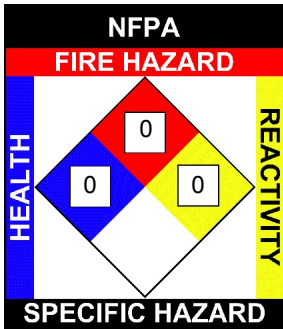 NFPA
FIRE HAZARD
HEALTH
0
0
0
REACTIVITY
SPECIFIC HAZARD